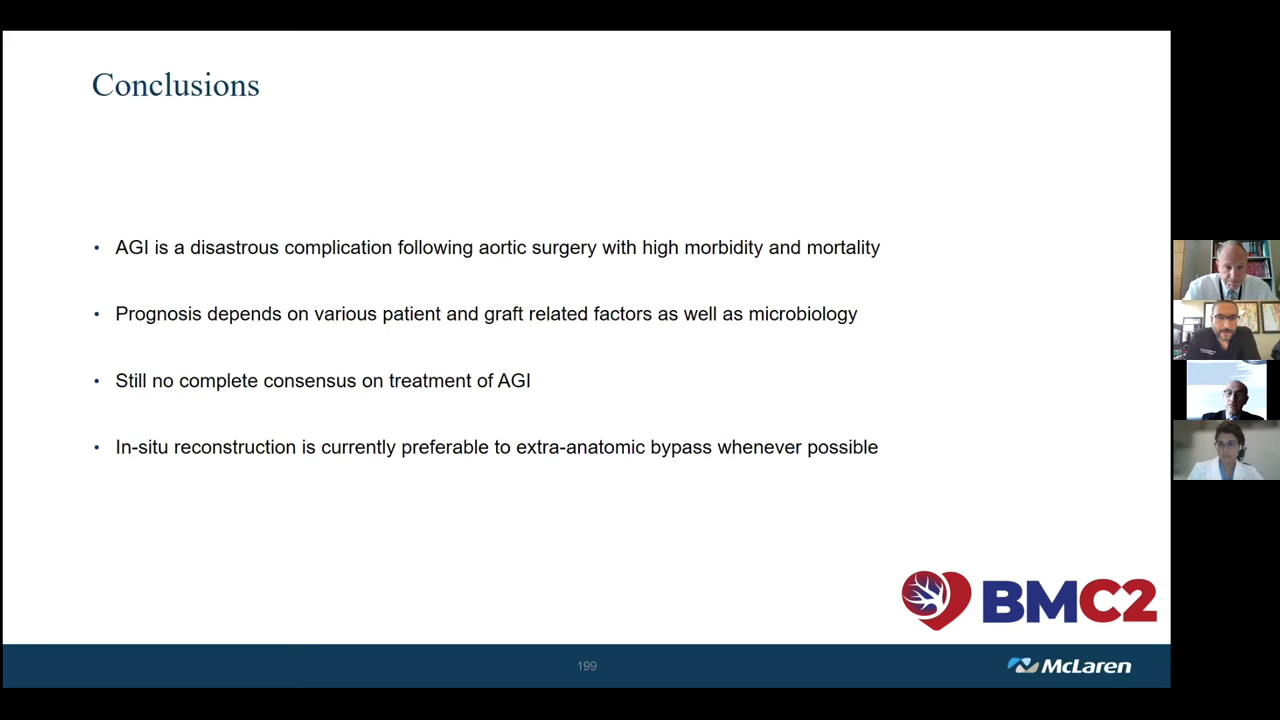 Conclusions
• AGI is a disastrous complication following aortic surgery with high morbidity and mortality
• Prognosis depends on various patient and graft related factors as well as microbiology
• Still no complete consensus on treatment of AGI
• In-situ reconstruction is currently preferable to extra-anatomic bypass whenever possible
BMC2
199
McLaren